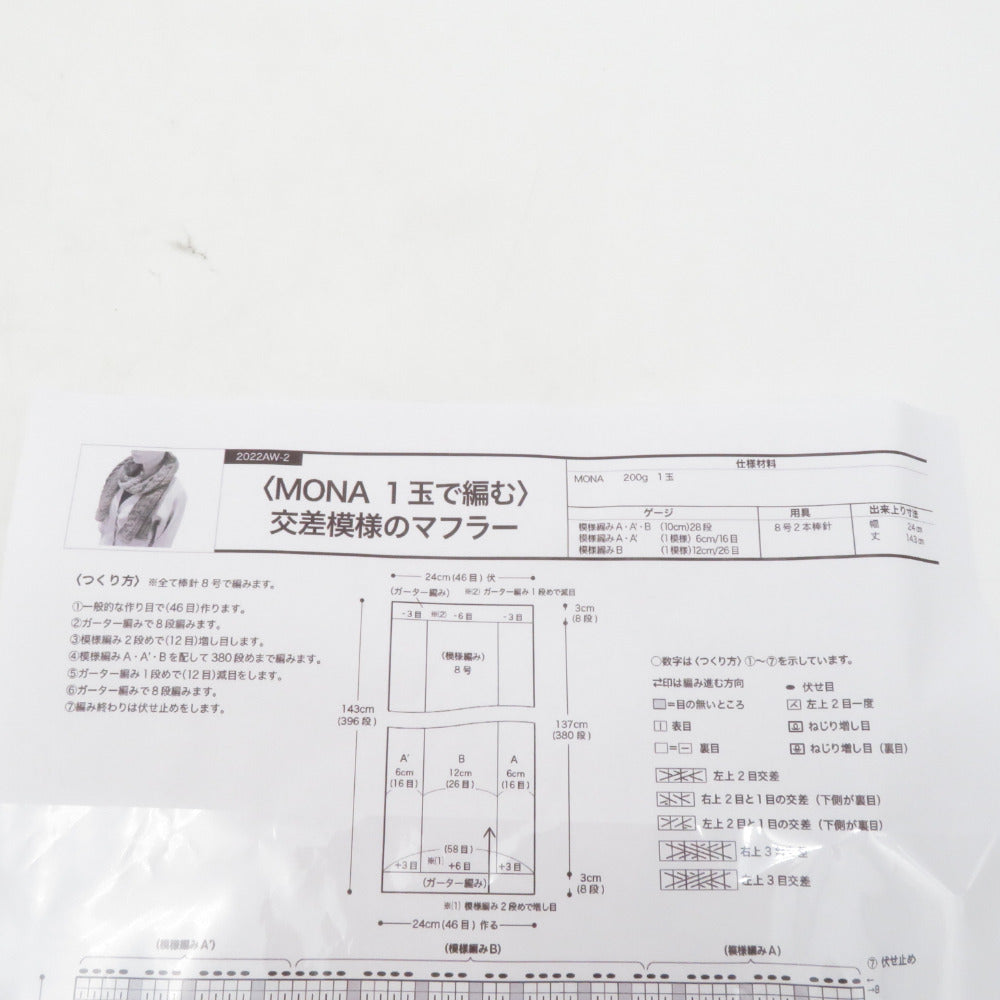 2022AW-2
〈MONA 1玉で編む〉
交差模様のマフラー
仕様材料
MONA 200g 1玉
ゲージ
模様編みA・A'・B (10cm)28段
模様編みA・A' (1模様) 6cm/16目
模様編みB (1模様)12cm/26目
用具
8号2本棒針
出来上り寸法
幅 24cm
丈 143cm
〈つくり方〉 ※全て棒針8号で編みます。
①一般的な作り目で(46目)作ります。
②ガーター編みで8段編みます。
③模様編み2段めで(12目)増し目します。
④模様編みA・A'・Bを配して380段めまで編みます。
⑤ガーター編み1段めで(12目)減目をします。
⑥ガーター編みで8段編みます。
⑦編み終わりは伏せ止めをします。
24cm(46目)伏
(ガーター編み) ※(2) ガーター編み1段めで減目
-3目 ※(2) -6目 -3目
3cm
(8段)
(模様編み)
8号
143cm
(396段)
137cm
(380段)
A' B A
6cm 12cm 6cm
(16目) (26目) (16目)
(58目)
+3目 ※(1) +6目 +3目
(ガーター編み)
3cm
(8段)
※(1) 模様編み2段めで増し目
24cm(46目)作る
○数字は〈つくり方〉①〜⑦を示しています。
⇄印は編み進む方向
=目の無いところ
表目
裏目
伏せ目
左上2目一度
ねじり増し目
ねじり増し目(裏目)
左上2目交差
右上2目と1目の交差(下側が裏目)
左上2目と1目の交差(下側が裏目)
右上3目交差
左上3目交差
(模様編みA') (模様編みB) (模様編みA)
⑦ 伏せ止め
→8